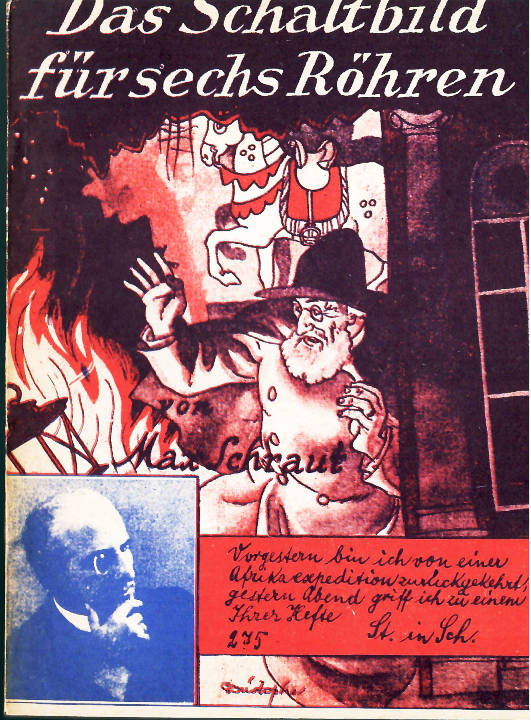 Das Schaltbild
für sechs Röhren
von
Max Schraut
Vorgestern bin ich von einer
Afrikaexpedition zurückgekehrt,
gestern Abend griff ich zu einem
Ihrer Hefte
275 St. in Sch.